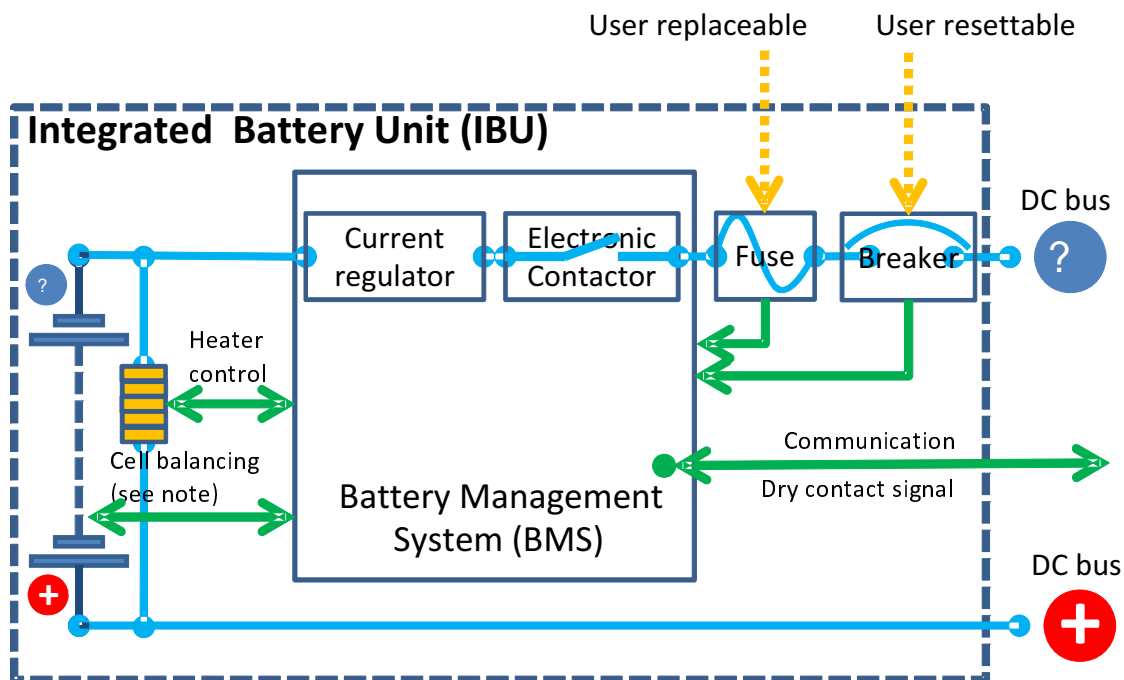 User replaceable
User resettable
Integrated  Battery Unit (IBU)
DC bus
?
Current
regulator
Electronic
Contactor
Fuse
Breaker
?
Heater
control
Cell balancing
(see note)
Communication
Dry contact signal
Battery Management
System (BMS)
DC bus
+
+